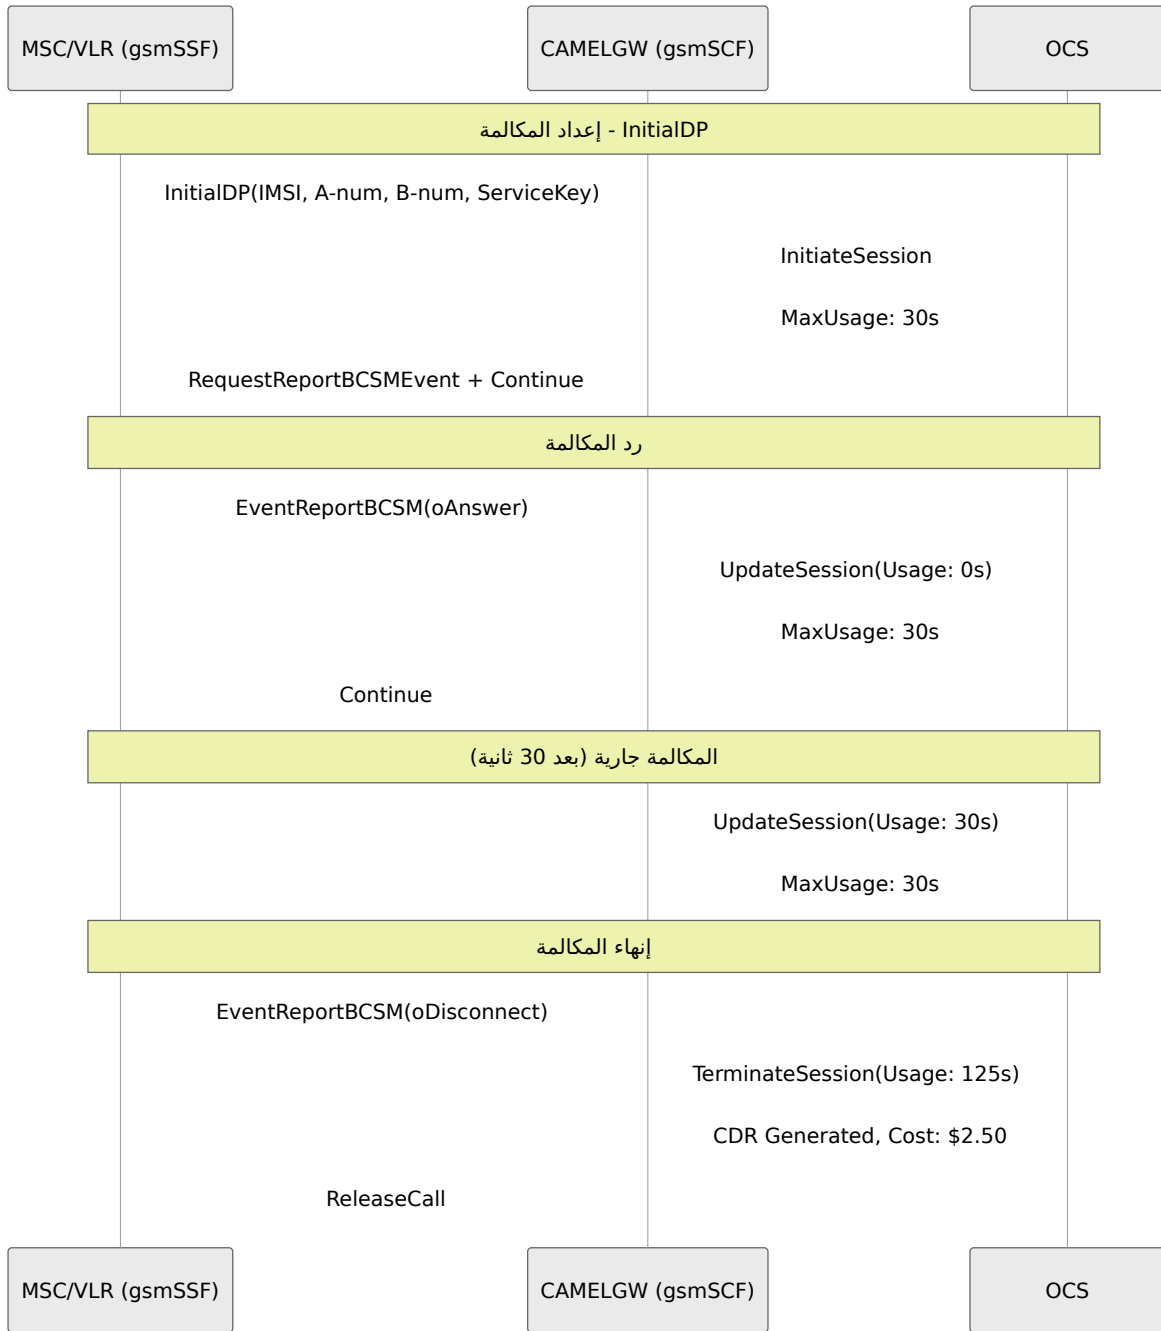 MSC/VLR (gsmSSF)
CAMELGW (gsmSCF)
OCS
InitialDP - إعداد المكالمة
InitialDP(IMSI, A-num, B-num, ServiceKey)
InitiateSession
MaxUsage: 30s
RequestReportBCSMEvent + Continue
رد المكالمة
EventReportBCSM(oAnswer)
UpdateSession(Usage: 0s)
MaxUsage: 30s
Continue
المكالمة جارية (بعد 30 ثانية)
UpdateSession(Usage: 30s)
MaxUsage: 30s
إنهاء المكالمة
EventReportBCSM(oDisconnect)
TerminateSession(Usage: 125s)
CDR Generated, Cost: $2.50
ReleaseCall
MSC/VLR (gsmSSF)
CAMELGW (gsmSCF)
OCS